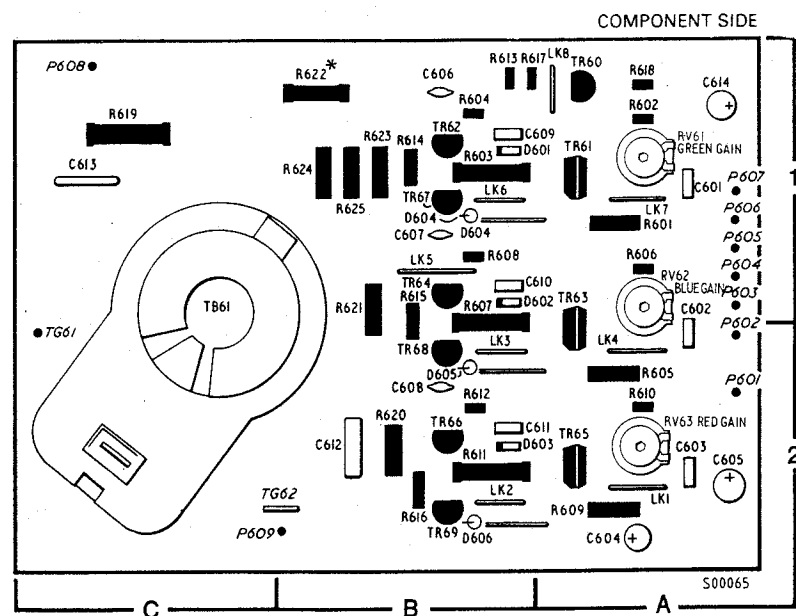 COMPONENT SIDE
P608
R622*
C606
R613 R617
LK8
TR60
R618
C614
R619
R604
R602
TR62
C609
RV61
GREEN GAIN
R624
R623
R614
D601
TR61
R603
C613
P607
R625
TR67
LK6
C601
LK7
P606
1
D604
D604
R601
C607
P605
R608
R606
LK5
RV62
BLUE GAIN
P604
TR64
C610
TB61
R621
R615
R607
D602
TR63
P603
C602
P602
TG61
TR68
LK3
LK4
D605
R605
P601
C608
R612
R610
R620
TR66
C611
RV63 RED GAIN
C612
D603
TR65
R611
C603
2
C605
TG62
LK2
LK1
R616
R609
P609
TR69
D606
C604
S00065
C
B
A